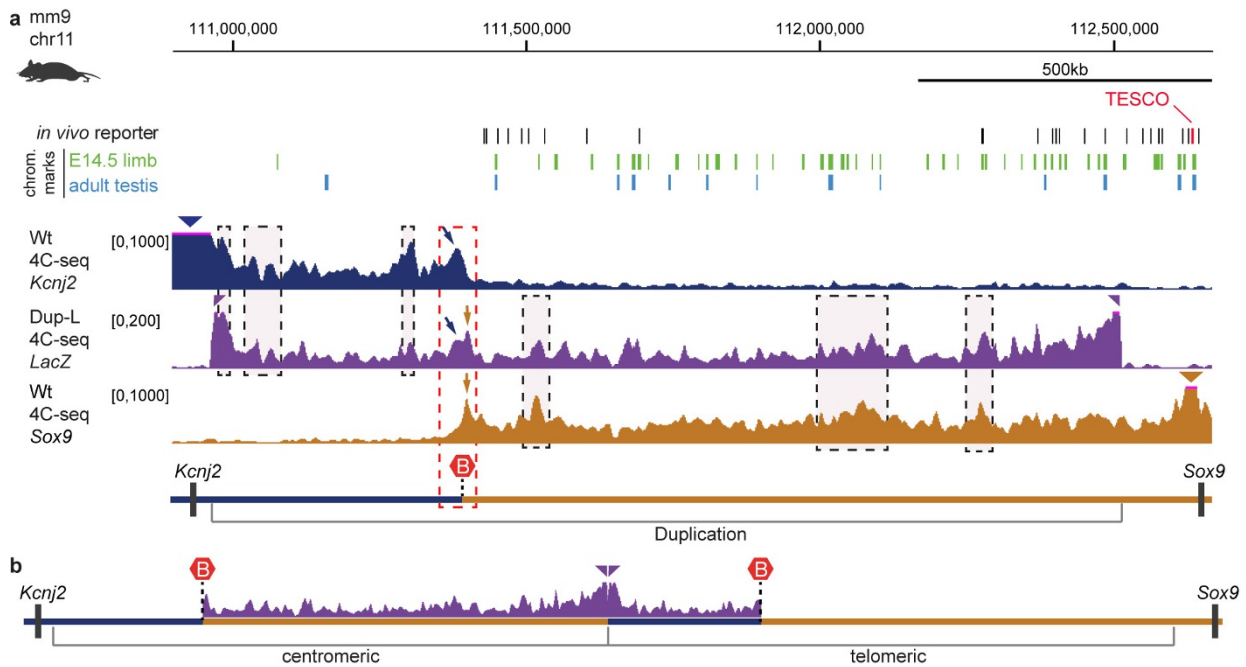 a mm9
chr11
111,000,000 111,500,000 112,000,000 112,500,000
500kb
TESCO
in vivo reporter
chrom. marks
E14.5 limb
adult testis
Wt [0,1000]
4C-seq
Kcnj2
Dup-L [0,200]
4C-seq
LacZ
Wt [0,1000]
4C-seq
Sox9
Kcnj2 B Sox9
Duplication
b
Kcnj2 B B Sox9
centromeric telomeric